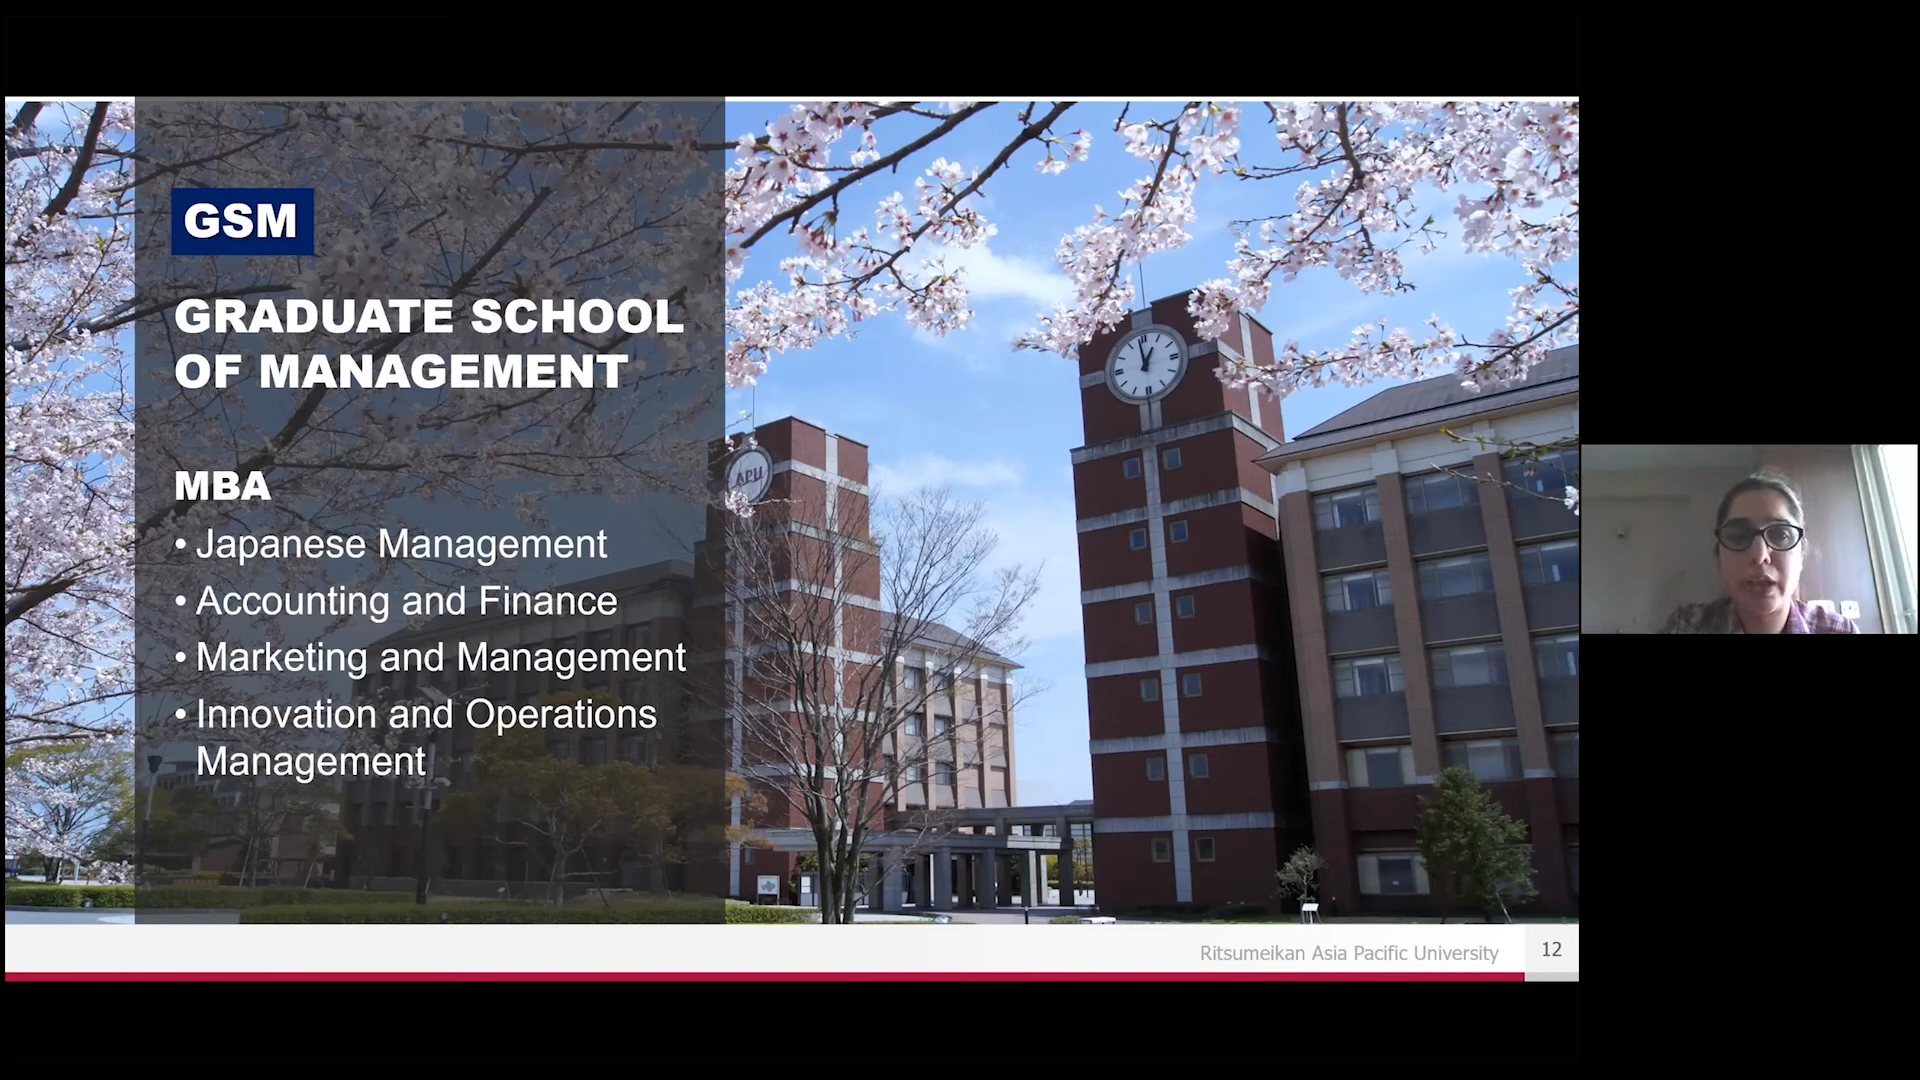 GSM
GRADUATE SCHOOL
OF MANAGEMENT
MBA
• Japanese Management
• Accounting and Finance
• Marketing and Management
• Innovation and Operations
Management
APU
Ritsumeikan Asia Pacific University
12